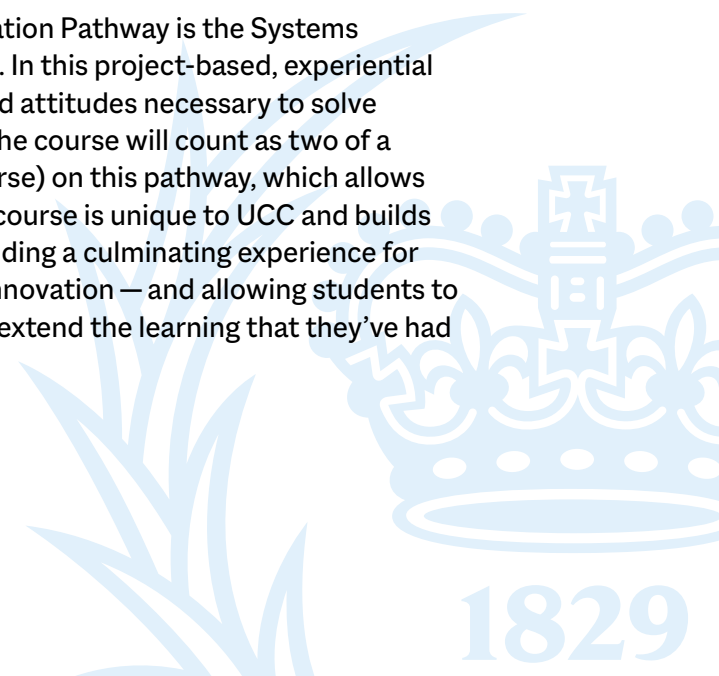 ation Pathway is the Systems
. In this project-based, experiential
d attitudes necessary to solve
he course will count as two of a
rse) on this pathway, which allows
course is unique to UCC and builds
ding a culminating experience for
nnovation — and allowing students to
extend the learning that they’ve had
1829